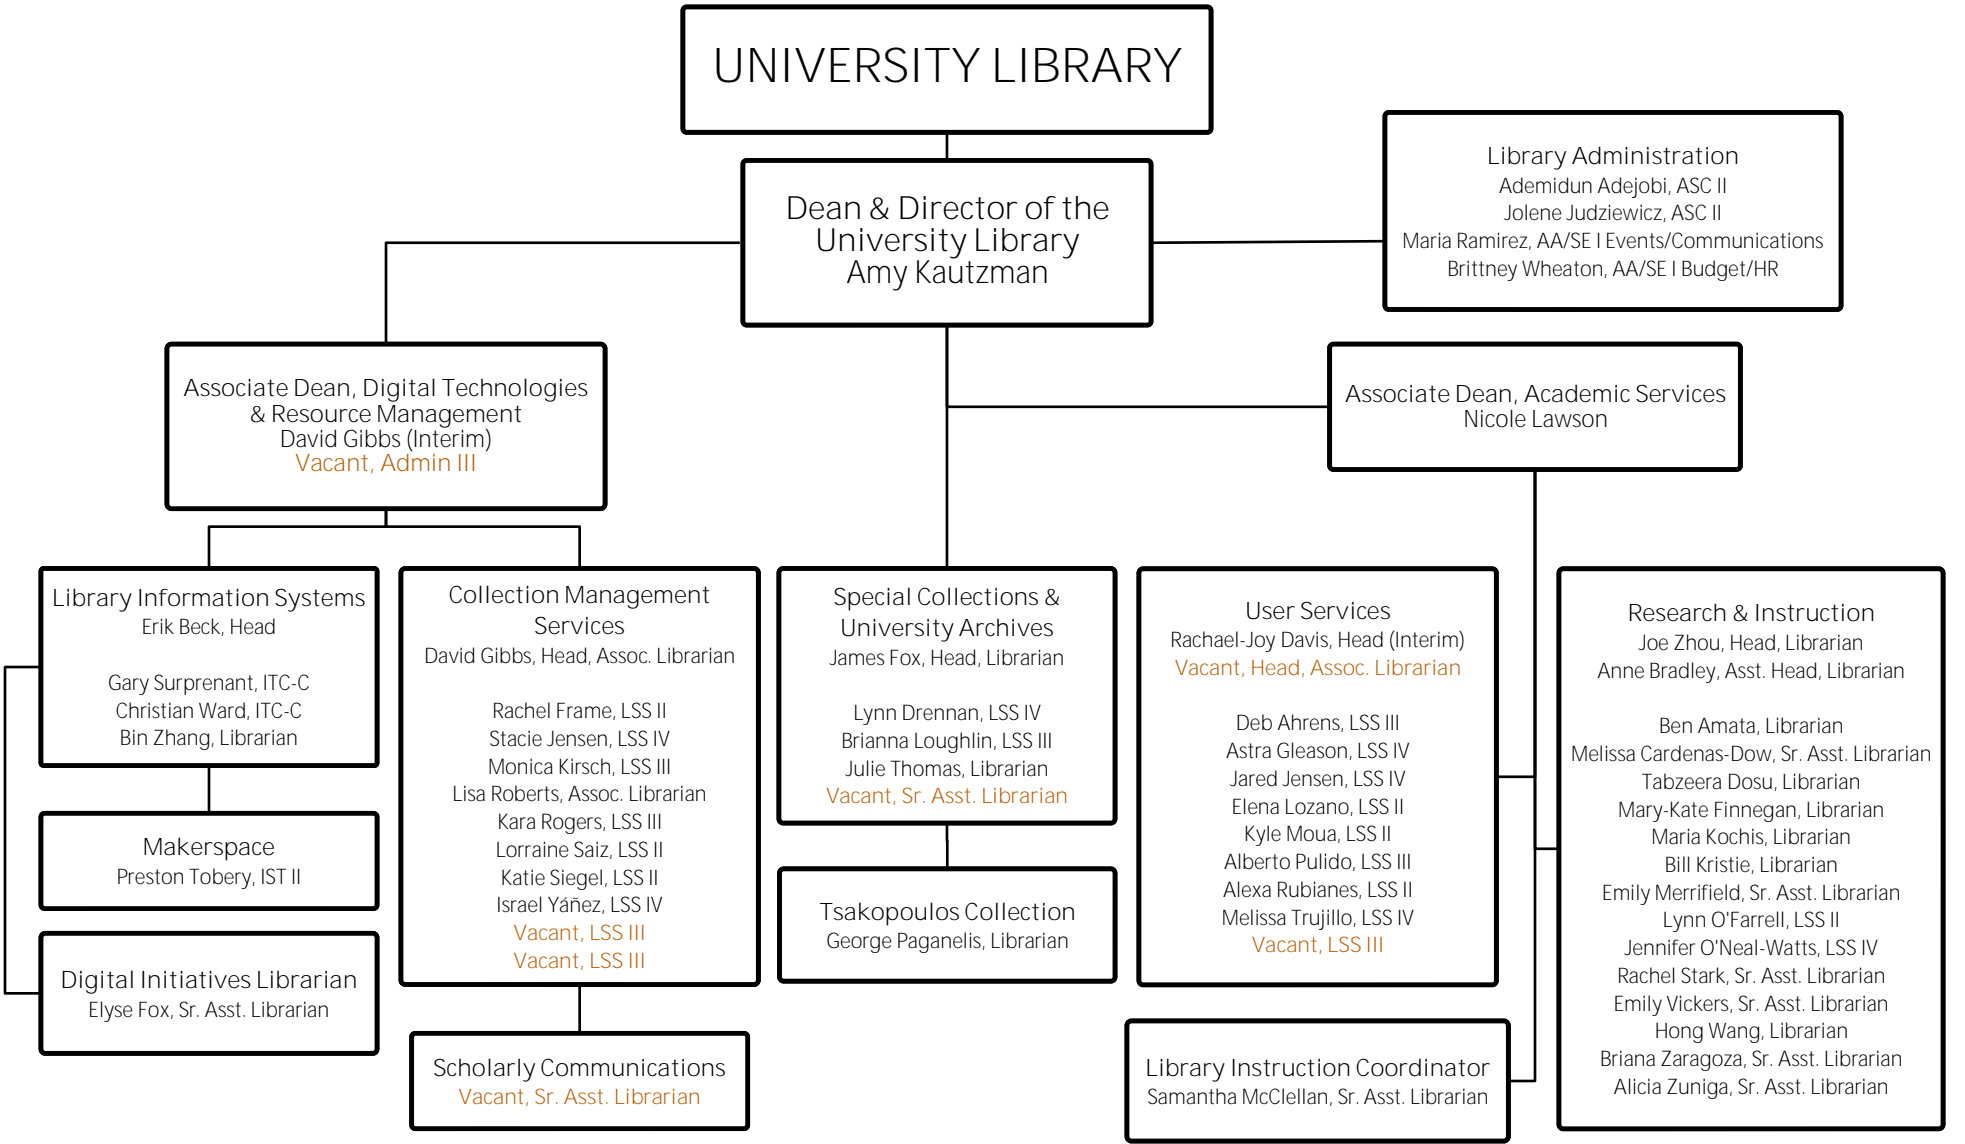 UNIVERSITY LIBRARY
Dean & Director of the
University Library
Amy Kautzman
Library Administration
Ademidun Adejobi, ASC II
Jolene Judziewicz, ASC II
Maria Ramirez, AA/SE I Events/Communications
Brittney Wheaton, AA/SE I Budget/HR
Associate Dean, Digital Technologies
& Resource Management
David Gibbs (Interim)
Vacant, Admin III
Associate Dean, Academic Services
Nicole Lawson
Library Information Systems
Erik Beck, Head
Gary Surprenant, ITC-C
Christian Ward, ITC-C
Bin Zhang, Librarian
Makerspace
Preston Tobery, IST II
Digital Initiatives Librarian
Elyse Fox, Sr. Asst. Librarian
Collection Management
Services
David Gibbs, Head, Assoc. Librarian
Rachel Frame, LSS II
Stacie Jensen, LSS IV
Monica Kirsch, LSS III
Lisa Roberts, Assoc. Librarian
Kara Rogers, LSS III
Lorraine Saiz, LSS II
Katie Siegel, LSS II
Israel Yáñez, LSS IV
Vacant, LSS III
Vacant, LSS III
Scholarly Communications
Vacant, Sr. Asst. Librarian
Special Collections &
University Archives
James Fox, Head, Librarian
Lynn Drennan, LSS IV
Brianna Loughlin, LSS III
Julie Thomas, Librarian
Vacant, Sr. Asst. Librarian
Tsakopoulos Collection
George Paganelis, Librarian
User Services
Rachael-Joy Davis, Head (Interim)
Vacant, Head, Assoc. Librarian
Deb Ahrens, LSS III
Astra Gleason, LSS IV
Jared Jensen, LSS IV
Elena Lozano, LSS II
Kyle Moua, LSS II
Alberto Pulido, LSS III
Alexa Rubianes, LSS II
Melissa Trujillo, LSS IV
Vacant, LSS III
Library Instruction Coordinator
Samantha McClellan, Sr. Asst. Librarian
Research & Instruction
Joe Zhou, Head, Librarian
Anne Bradley, Asst. Head, Librarian
Ben Amata, Librarian
Melissa Cardenas-Dow, Sr. Asst. Librarian
Tabzeera Dosu, Librarian
Mary-Kate Finnegan, Librarian
Maria Kochis, Librarian
Bill Kristie, Librarian
Emily Merrifield, Sr. Asst. Librarian
Lynn O'Farrell, LSS II
Jennifer O'Neal-Watts, LSS IV
Rachel Stark, Sr. Asst. Librarian
Emily Vickers, Sr. Asst. Librarian
Hong Wang, Librarian
Briana Zaragoza, Sr. Asst. Librarian
Alicia Zuniga, Sr. Asst. Librarian